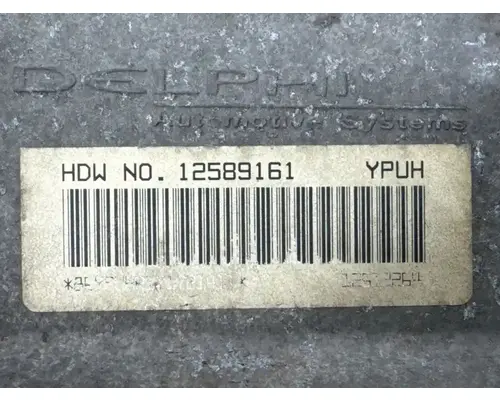 DELPHI
Automotive Systems
HDW NO. 12589161 YPUH